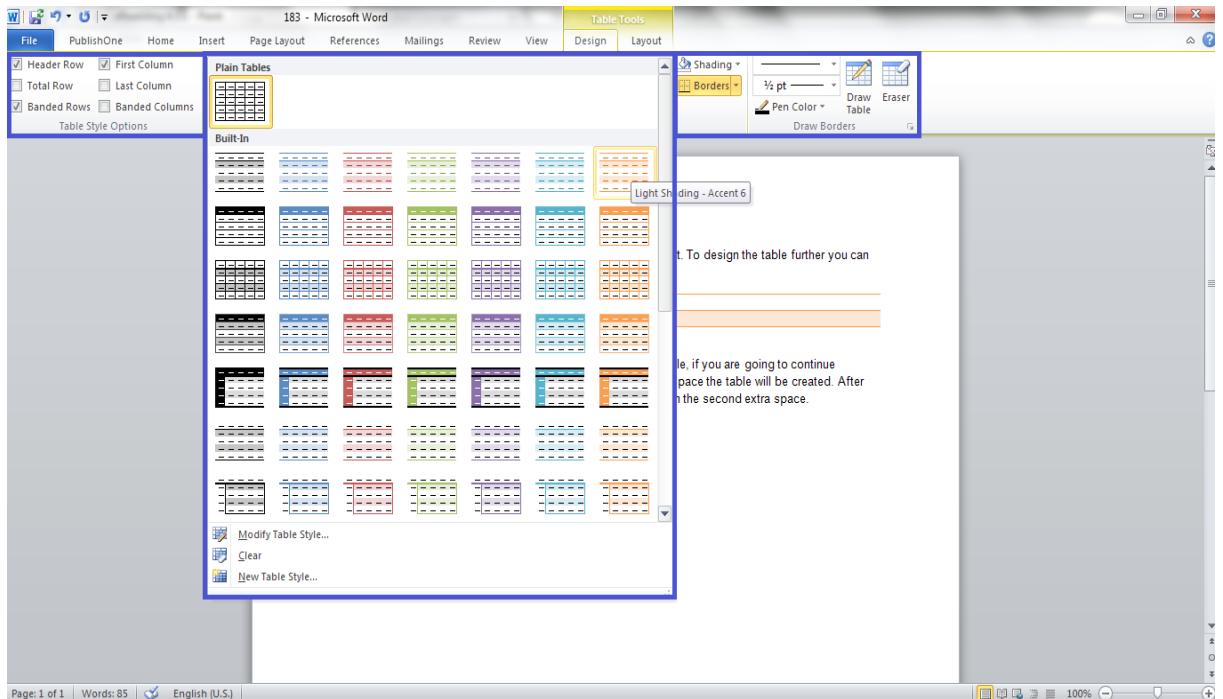 183 - Microsoft Word
Table Tools
File PublishOne Home Insert Page Layout References Mailings Review View Design Layout
Header Row First Column
Total Row Last Column
Banded Rows Banded Columns
Table Style Options
Plain Tables
Built-In
Light Shading - Accent 6
Modify Table Style...
Clear
New Table Style...
Shading
Borders
½ pt
Pen Color
Draw Table
Eraser
Draw Borders
t. To design the table further you can
le, if you are going to continue
pace the table will be created. After
the second extra space.
Page: 1 of 1 Words: 85 English (U.S.) 100%